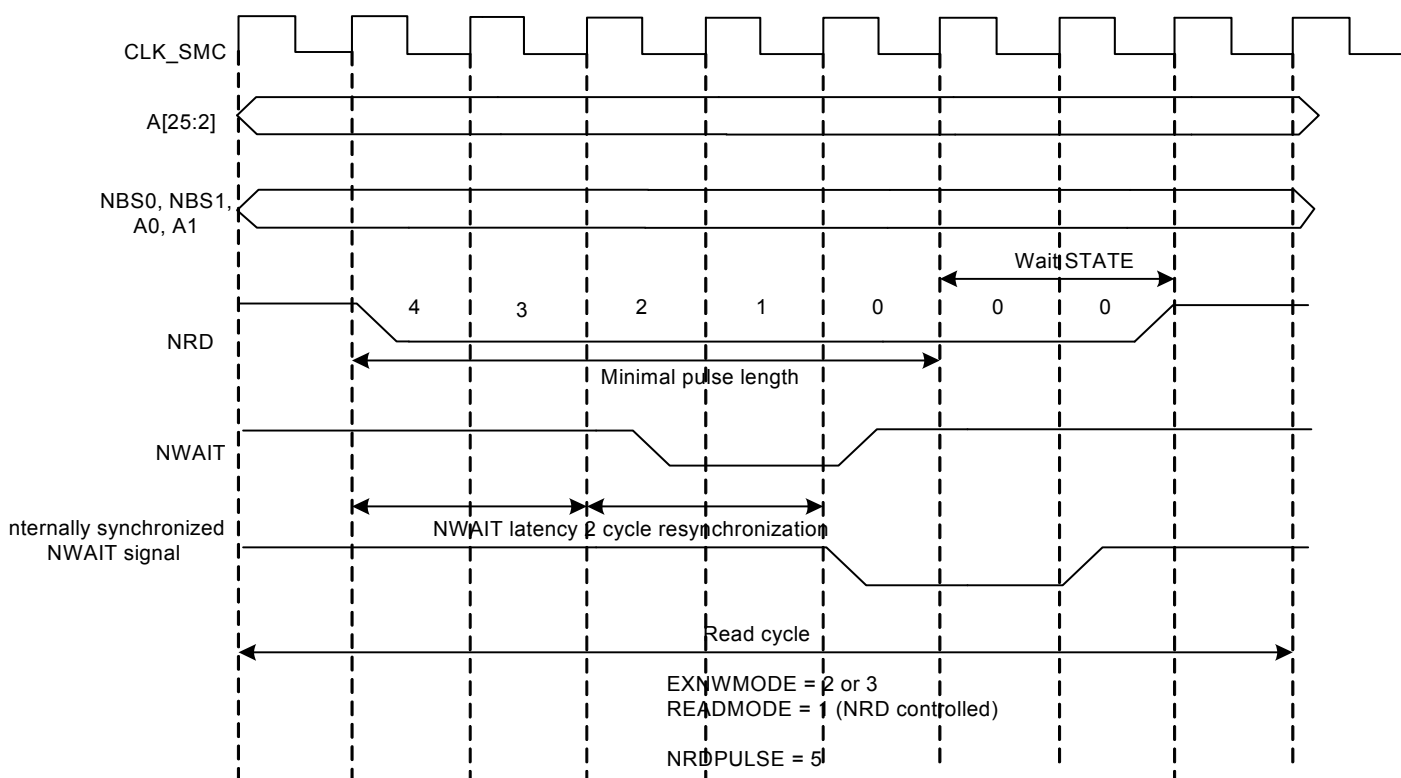 CLK_SMC
A[25:2]
NBS0, NBS1,
A0, A1
Wait STATE
4 3 2 1 0 0 0
NRD
Minimal pulse length
NWAIT
nternally synchronized
NWAIT signal
NWAIT latency 2 cycle resynchronization
Read cycle
EXNWMODE = 2 or 3
READMODE = 1 (NRD controlled)
NRDPULSE = 5